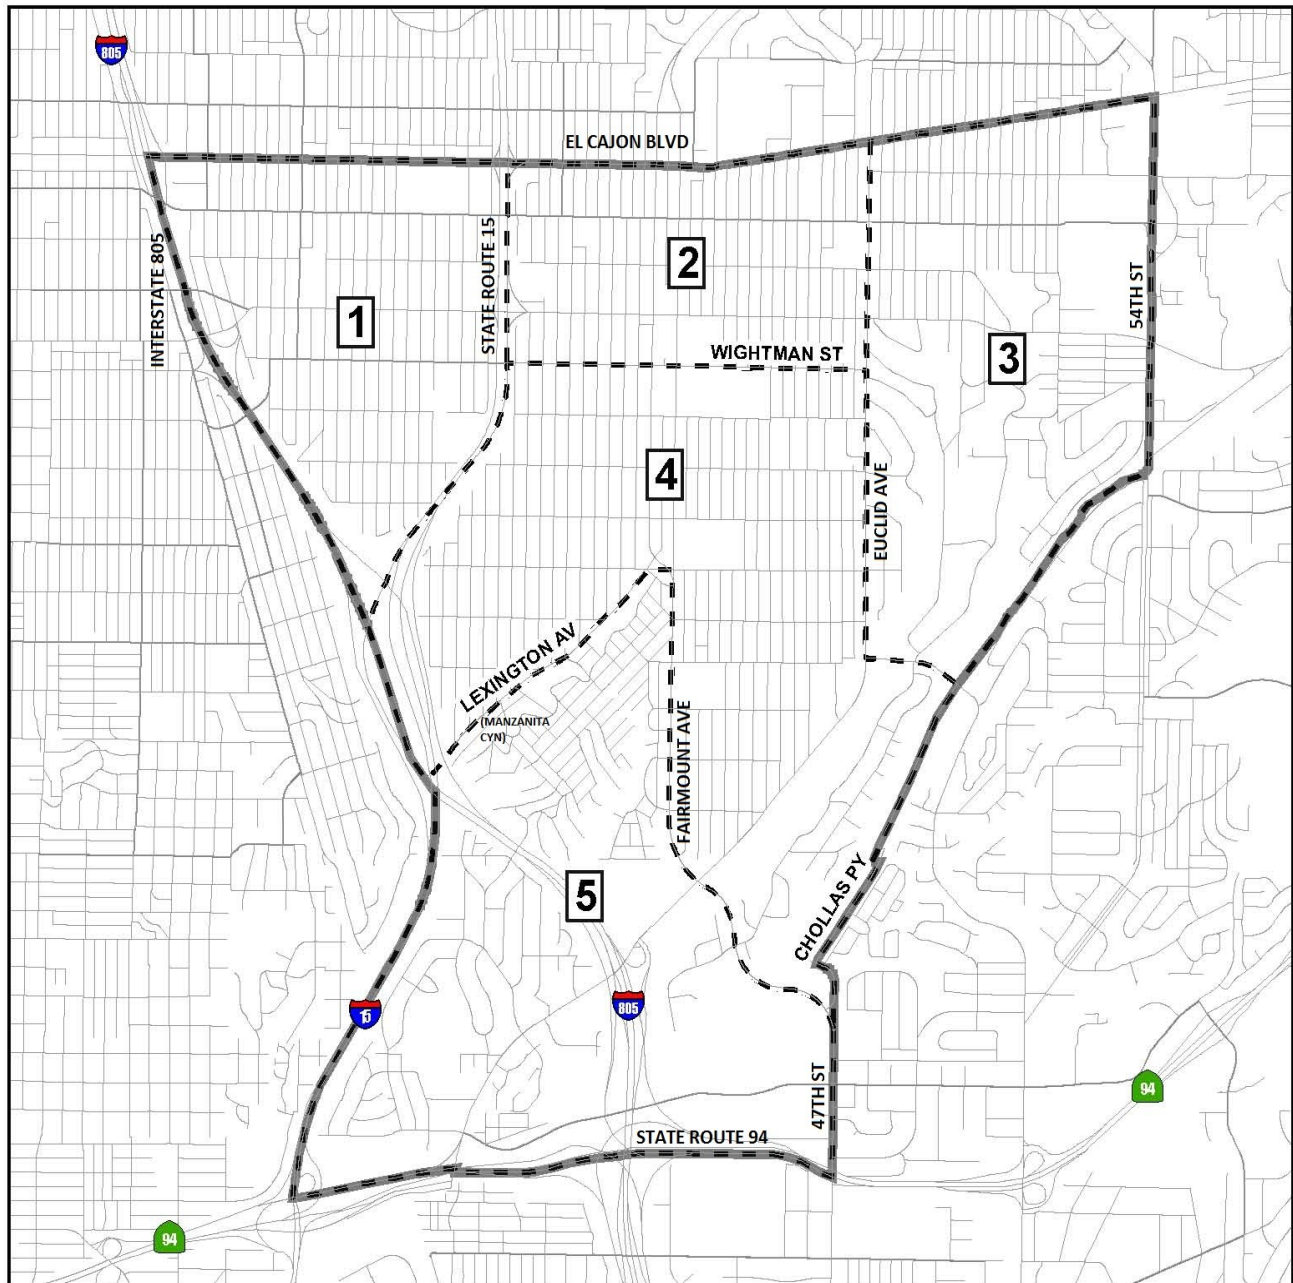 805
EL CAJON BLVD
INTERSTATE 805
STATE ROUTE 15
2
54TH ST
1
WIGHTMAN ST
3
4
EUCLID AVE
LEXINGTON AV
(MANZANITA
CYN)
FAIRMOUNT AVE
5
CHOLLAS PY
15
805
47TH ST
94
STATE ROUTE 94
94